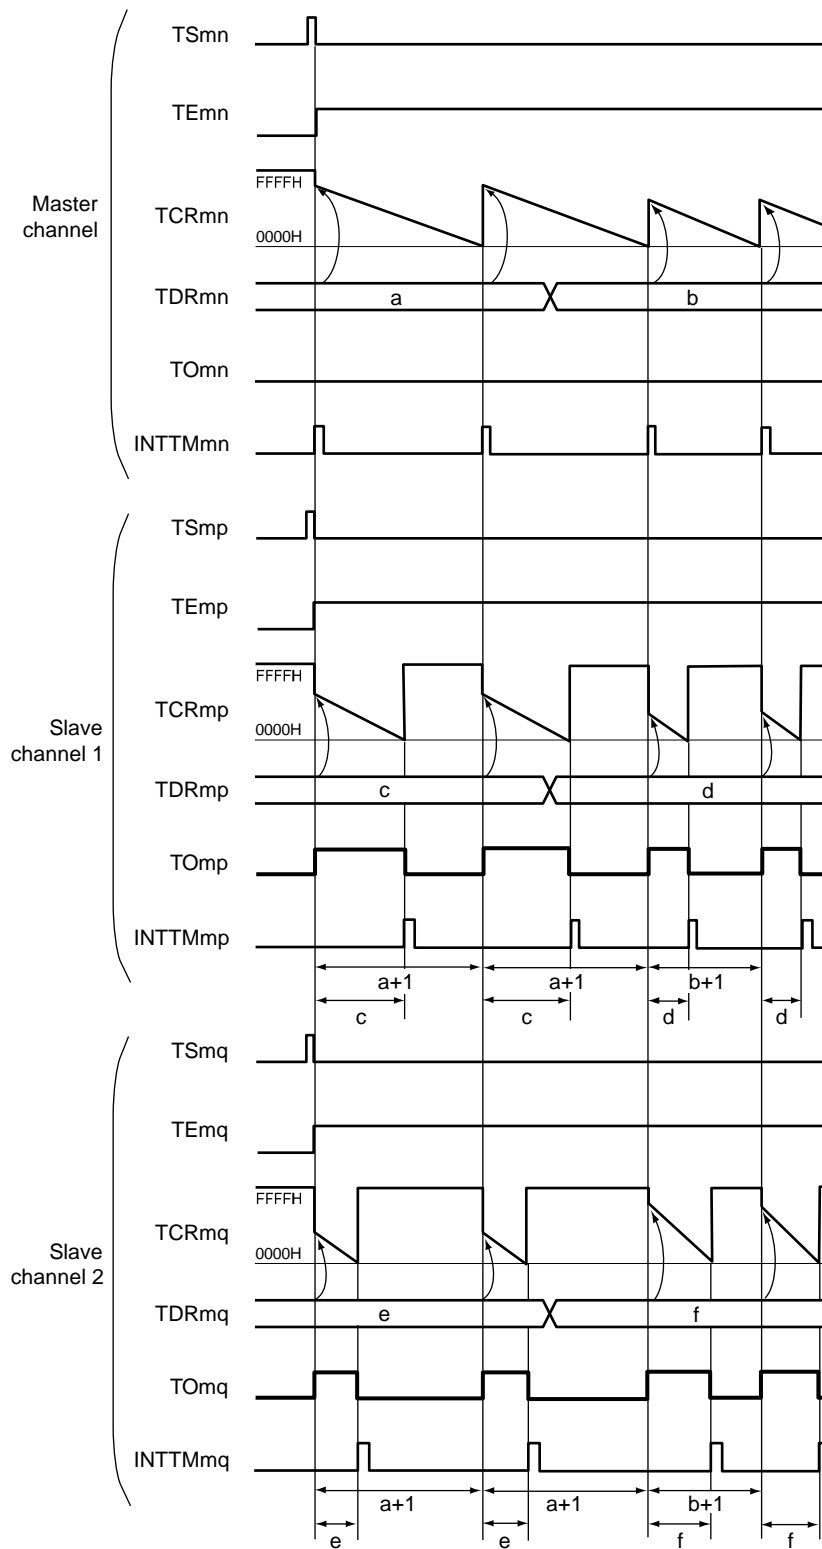 TSmn
TEmn
FFFFH
Master
channel
TCRmn
0000H
TDRmn
a
b
TOmn
INTTMmn
TSmp
TEmp
FFFFH
TCRmp
Slave
channel 1
0000H
TDRmp
c
d
TOmp
INTTMmp
a+1
a+1
b+1
c
c
d
d
TSmq
TEmq
FFFFH
TCRmq
Slave
channel 2
0000H
TDRmq
e
f
TOmq
INTTMmq
a+1
a+1
b+1
e
e
f
f